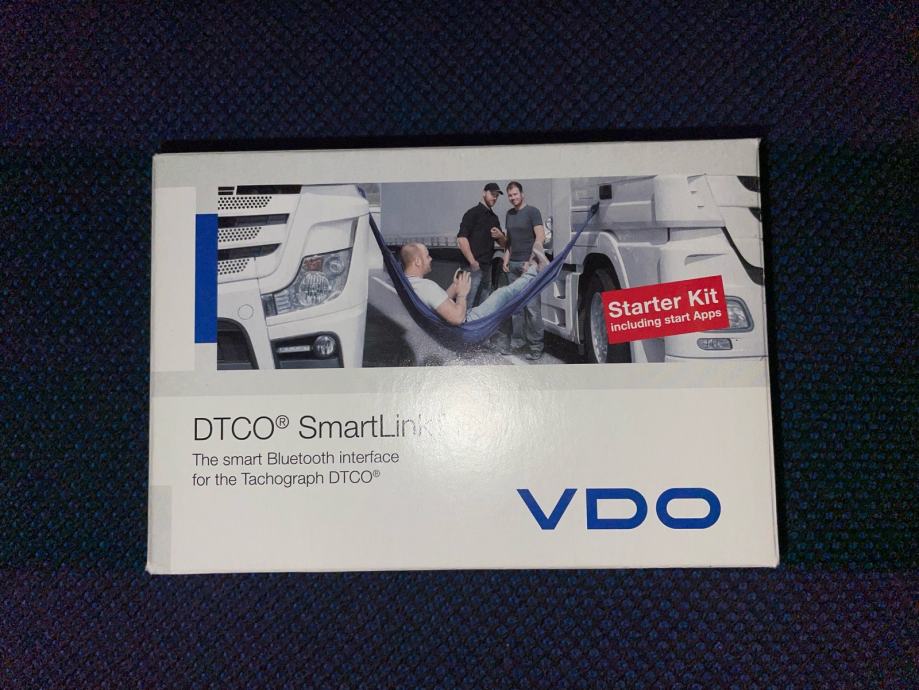 Starter Kit
including start Apps
DTCO® SmartLink
The smart Bluetooth interface
for the Tachograph DTCO®
VDO